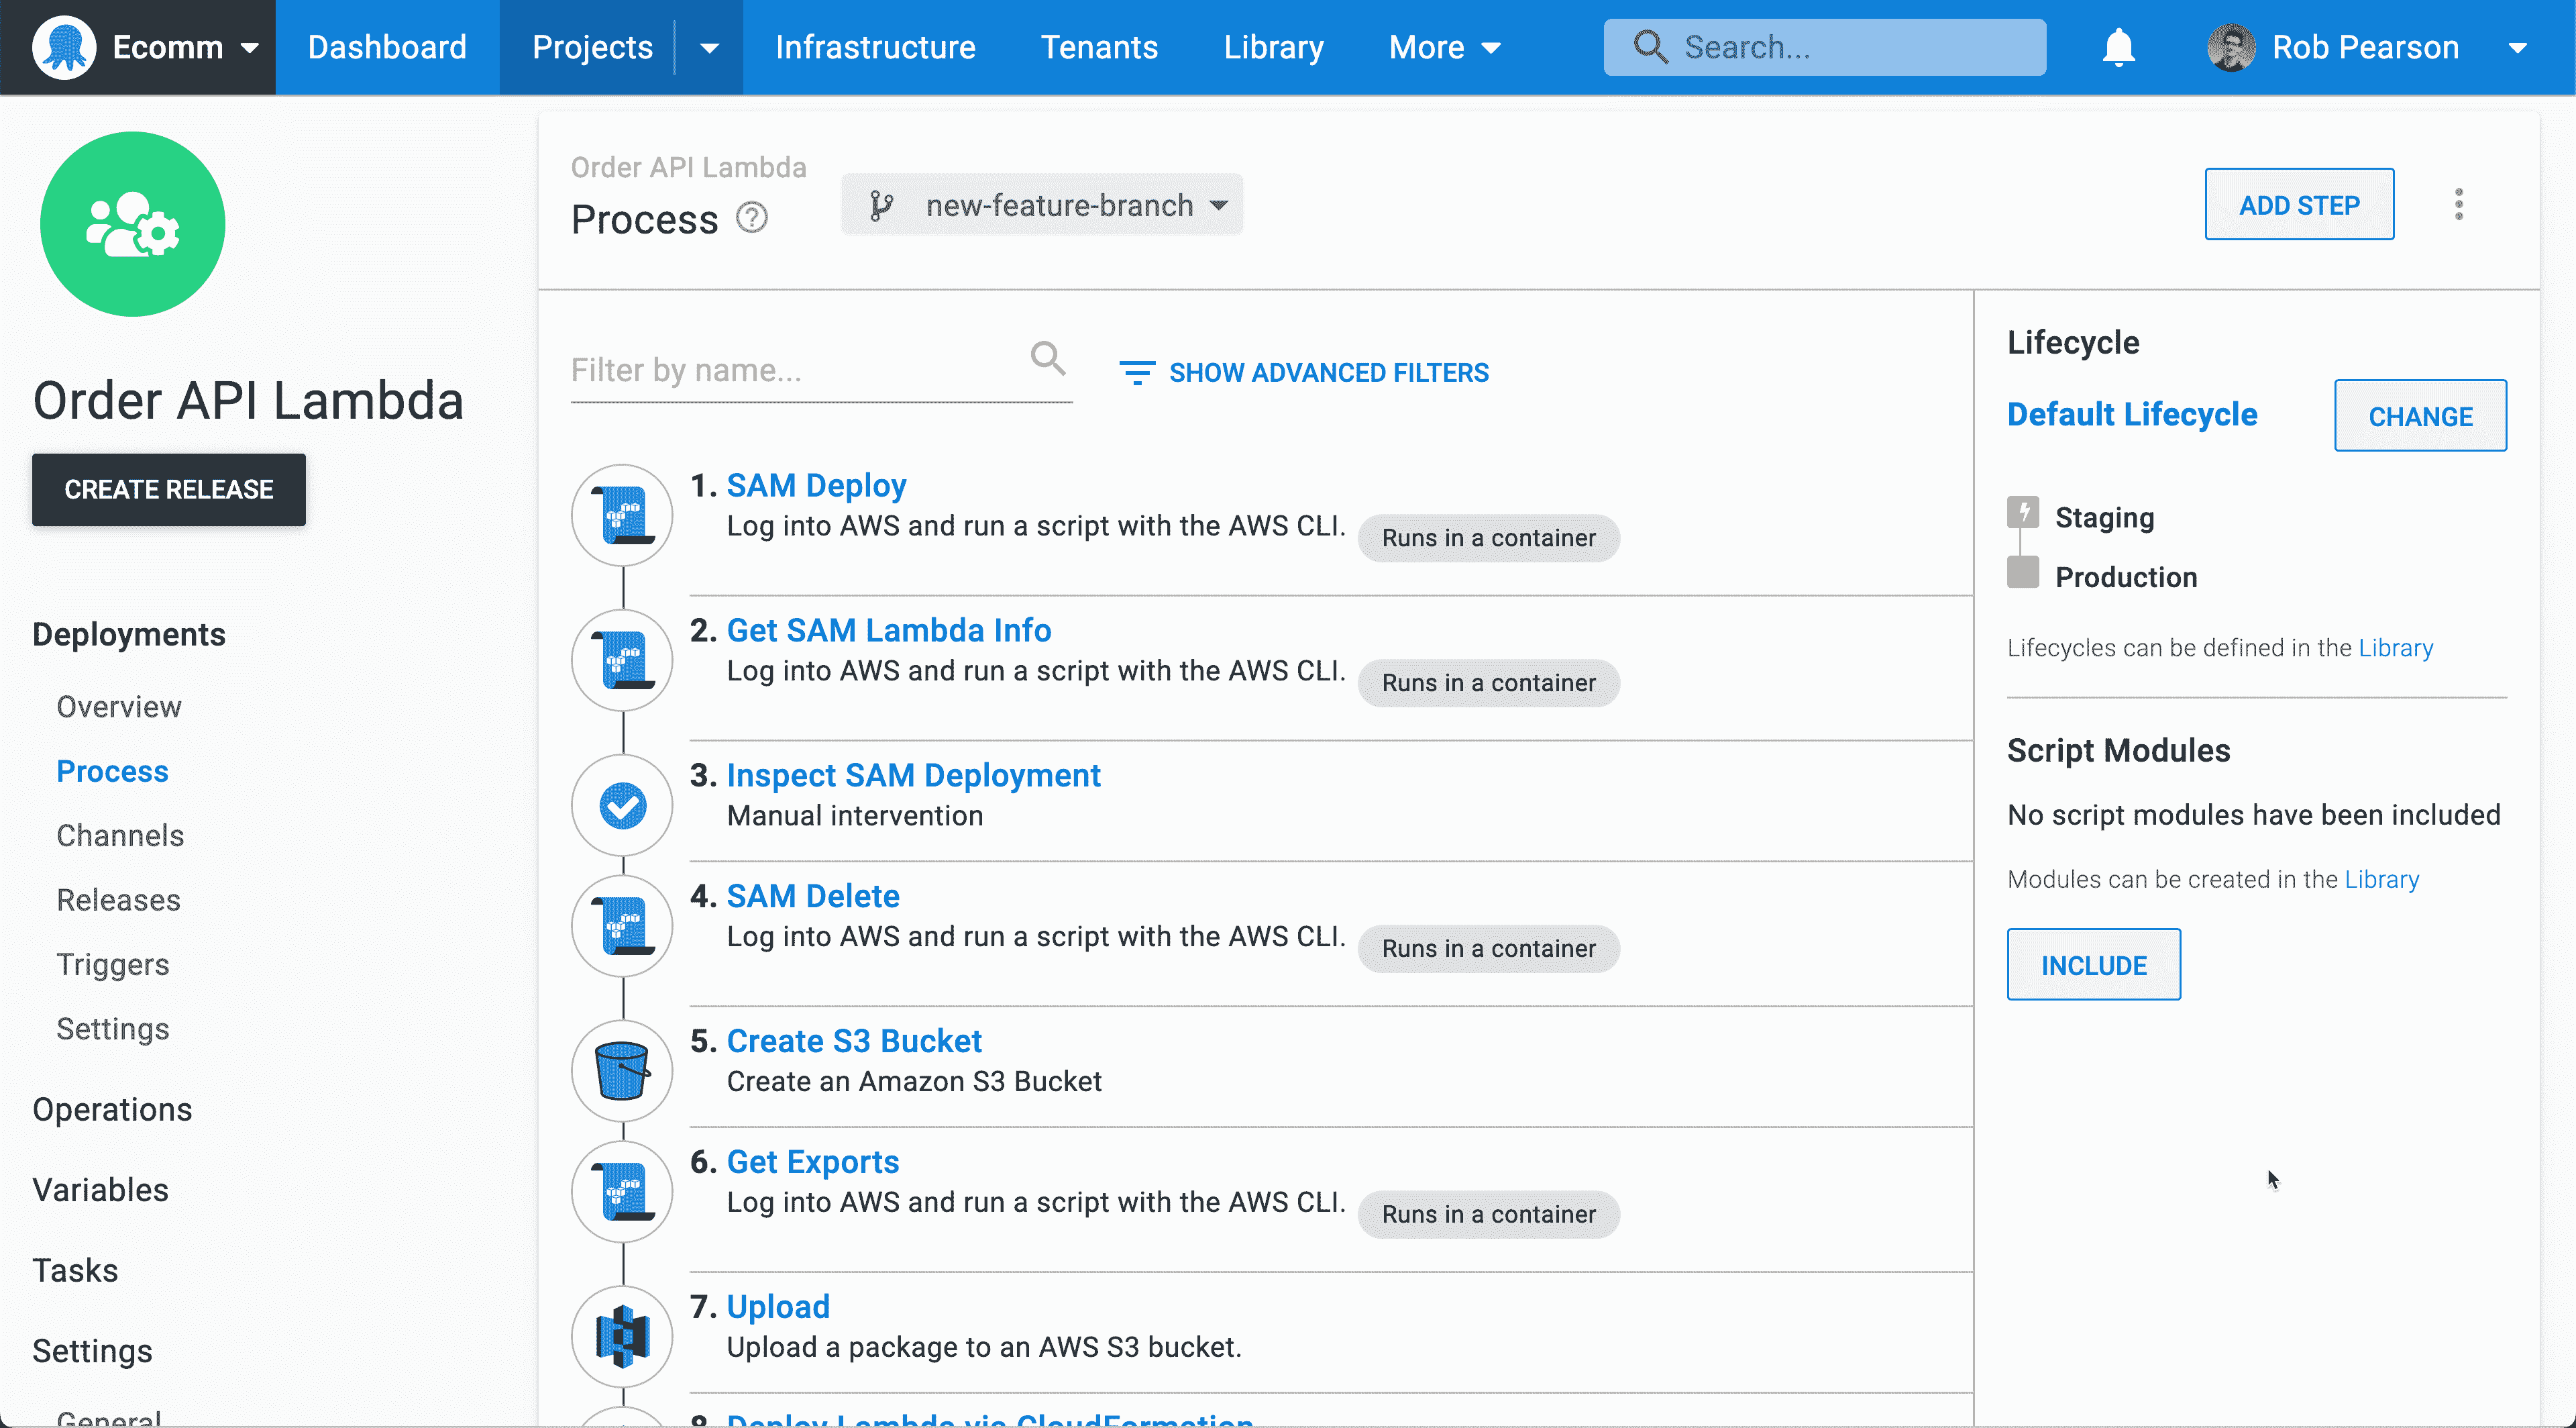 Ecomm
Dashboard
Projects
Infrastructure
Tenants
Library
More
Search...
Rob Pearson
Order API Lambda
CREATE RELEASE
Deployments
Overview
Process
Channels
Releases
Triggers
Settings
Operations
Variables
Tasks
Settings
General
Order API Lambda
Process
new-feature-branch
ADD STEP
Filter by name...
SHOW ADVANCED FILTERS
1. SAM Deploy
Log into AWS and run a script with the AWS CLI. Runs in a container
2. Get SAM Lambda Info
Log into AWS and run a script with the AWS CLI. Runs in a container
3. Inspect SAM Deployment
Manual intervention
4. SAM Delete
Log into AWS and run a script with the AWS CLI. Runs in a container
5. Create S3 Bucket
Create an Amazon S3 Bucket
6. Get Exports
Log into AWS and run a script with the AWS CLI. Runs in a container
7. Upload
Upload a package to an AWS S3 bucket.
8. Deploy Lambda via CloudFormation
Lifecycle
Default Lifecycle
CHANGE
Staging
Production
Lifecycles can be defined in the Library
Script Modules
No script modules have been included
Modules can be created in the Library
INCLUDE